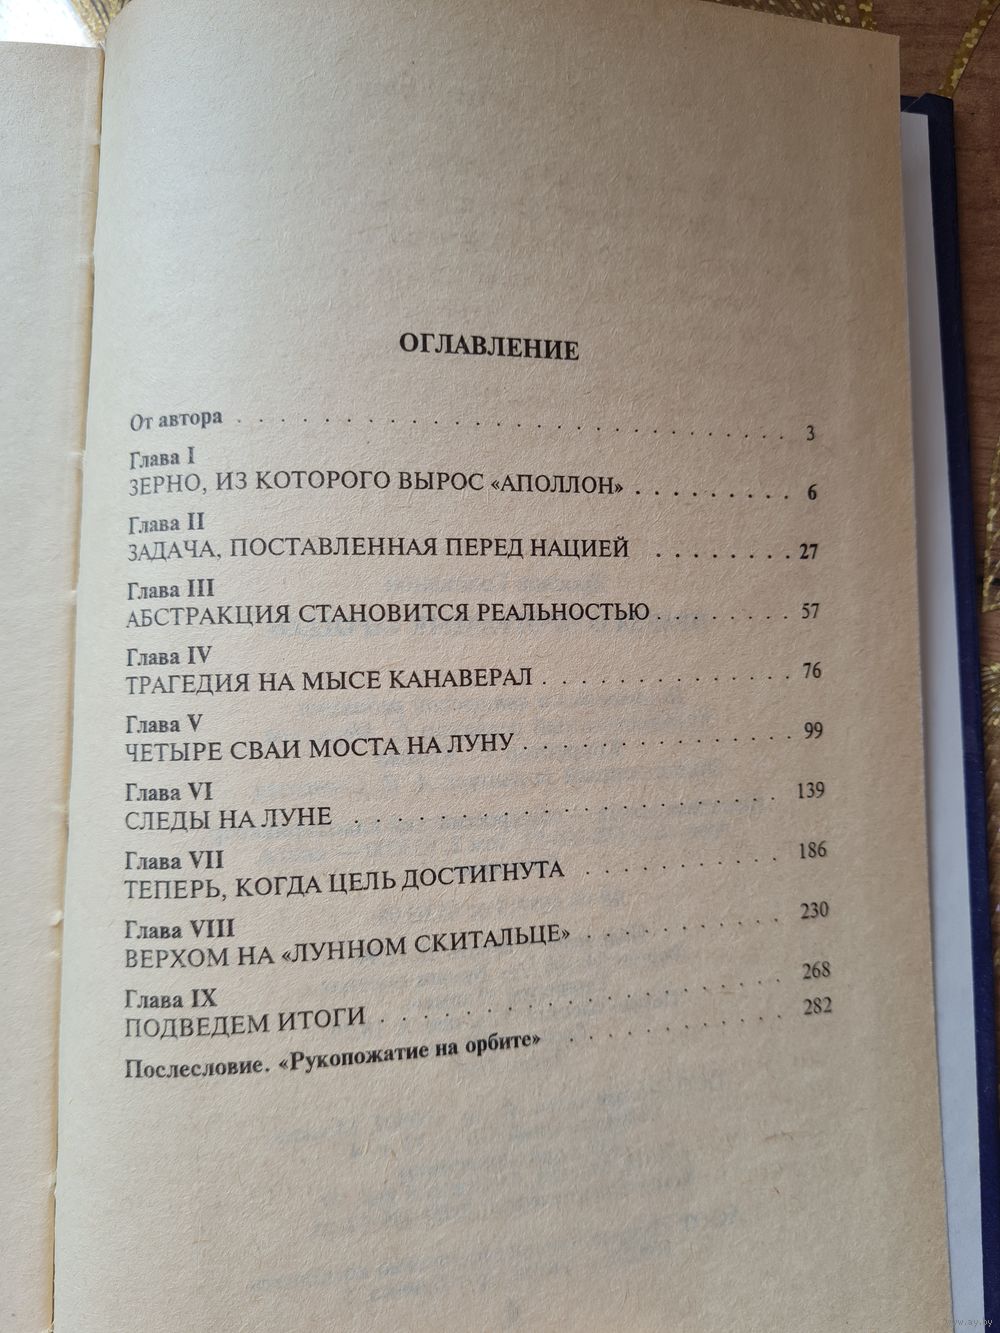 ОГЛАВЛЕНИЕ
От автора . . . . . . . . . . . . . . . . . . . . . . . . . . . 3
Глава I
ЗЕРНО, ИЗ КОТОРОГО ВЫРОС «АПОЛЛОН» . . . . . . . . . 6
Глава II
ЗАДАЧА, ПОСТАВЛЕННАЯ ПЕРЕД НАЦИЕЙ . . . . . . . . 27
Глава III
АБСТРАКЦИЯ СТАНОВИТСЯ РЕАЛЬНОСТЬЮ . . . . . . . . 57
Глава IV
ТРАГЕДИЯ НА МЫСЕ КАНАВЕРАЛ . . . . . . . . . . . . . 76
Глава V
ЧЕТЫРЕ СВАИ МОСТА НА ЛУНУ . . . . . . . . . . . . . . 99
Глава VI
СЛЕДЫ НА ЛУНЕ . . . . . . . . . . . . . . . . . . . . . 139
Глава VII
ТЕПЕРЬ, КОГДА ЦЕЛЬ ДОСТИГНУТА . . . . . . . . . . 186
Глава VIII
ВЕРХОМ НА «ЛУННОМ СКИТАЛЬЦЕ» . . . . . . . . . . 230
Глава IX
ПОДВЕДЕМ ИТОГИ . . . . . . . . . . . . . . . . . . . . 268
Послесловие. «Рукопожатие на орбите» . . . . . . . . . . . 282
www.ay.by